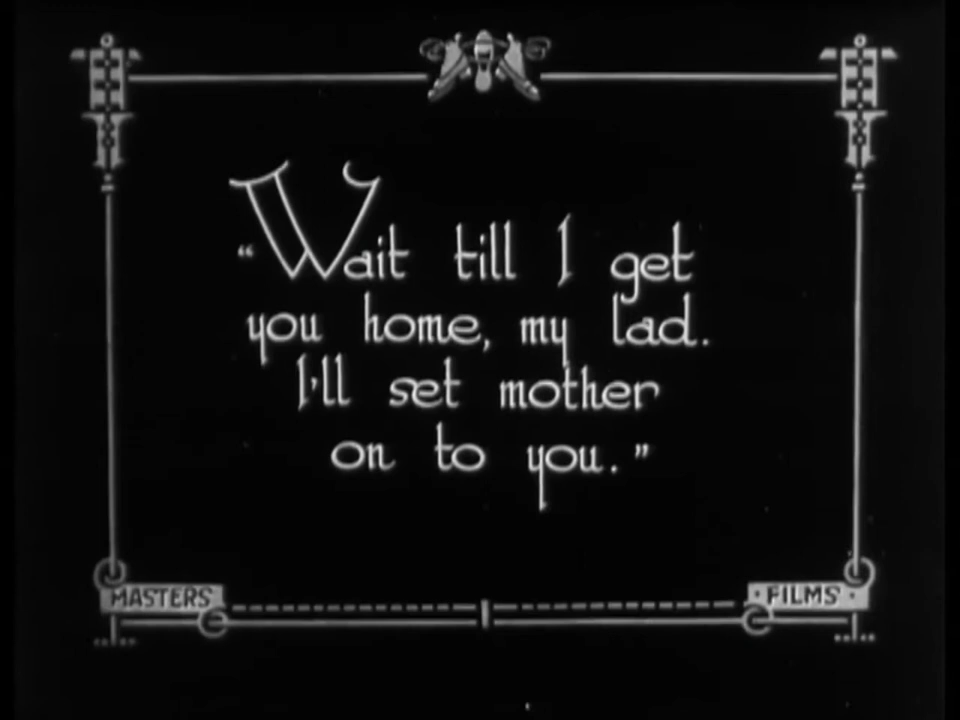 “Wait till I get
you home, my lad.
I'll set mother
on to you.”
MASTERS
· FILMS ·